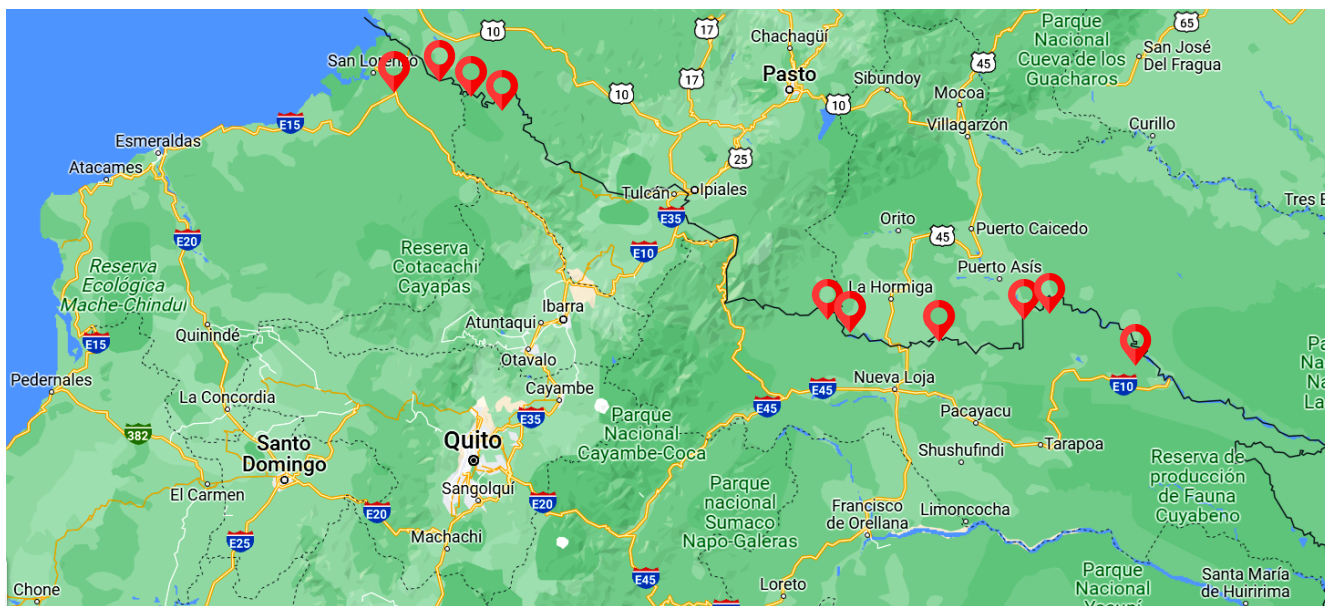 Parque
Nacional
Cueva de los
Guacharos
65
10
17
Chachagüí
San José
Del Fragua
45
17
Pasto
Sibundoy
10
10
Mocoa
San Lorenzo
Villagarzón
Curillo
E15
Esmeraldas
25
Atacames
Tulcán
Ipiales
Tres E
E35
Orito
Puerto Caicedo
45
E20
E10
Reserva
Cotacachi
Cayapas
Reserva
Ecológica
Mache-Chindul
Puerto Asís
La Hormiga
Ibarra
Atuntaqui
Quinindé
E15
Otavalo
Pa
Na
Na
La
Pedernales
Cayambe
E45
Nueva Loja
E10
La Concordia
E45
Pacayacu
E35
Parque
Nacional
Cayambe-Coca
382
Santo
Domingo
Quito
Shushufindi
Tarapoa
Reserva de
producción
de Fauna
Cuyabeno
Sangolquí
El Carmen
Parque
nacional
Sumaco
Napo-Galeras
E20
E20
Francisco
de Orellana
Limoncocha
E25
Machachi
E45
Loreto
Chone
Parque
Nacional
Santa María
de Huiririma